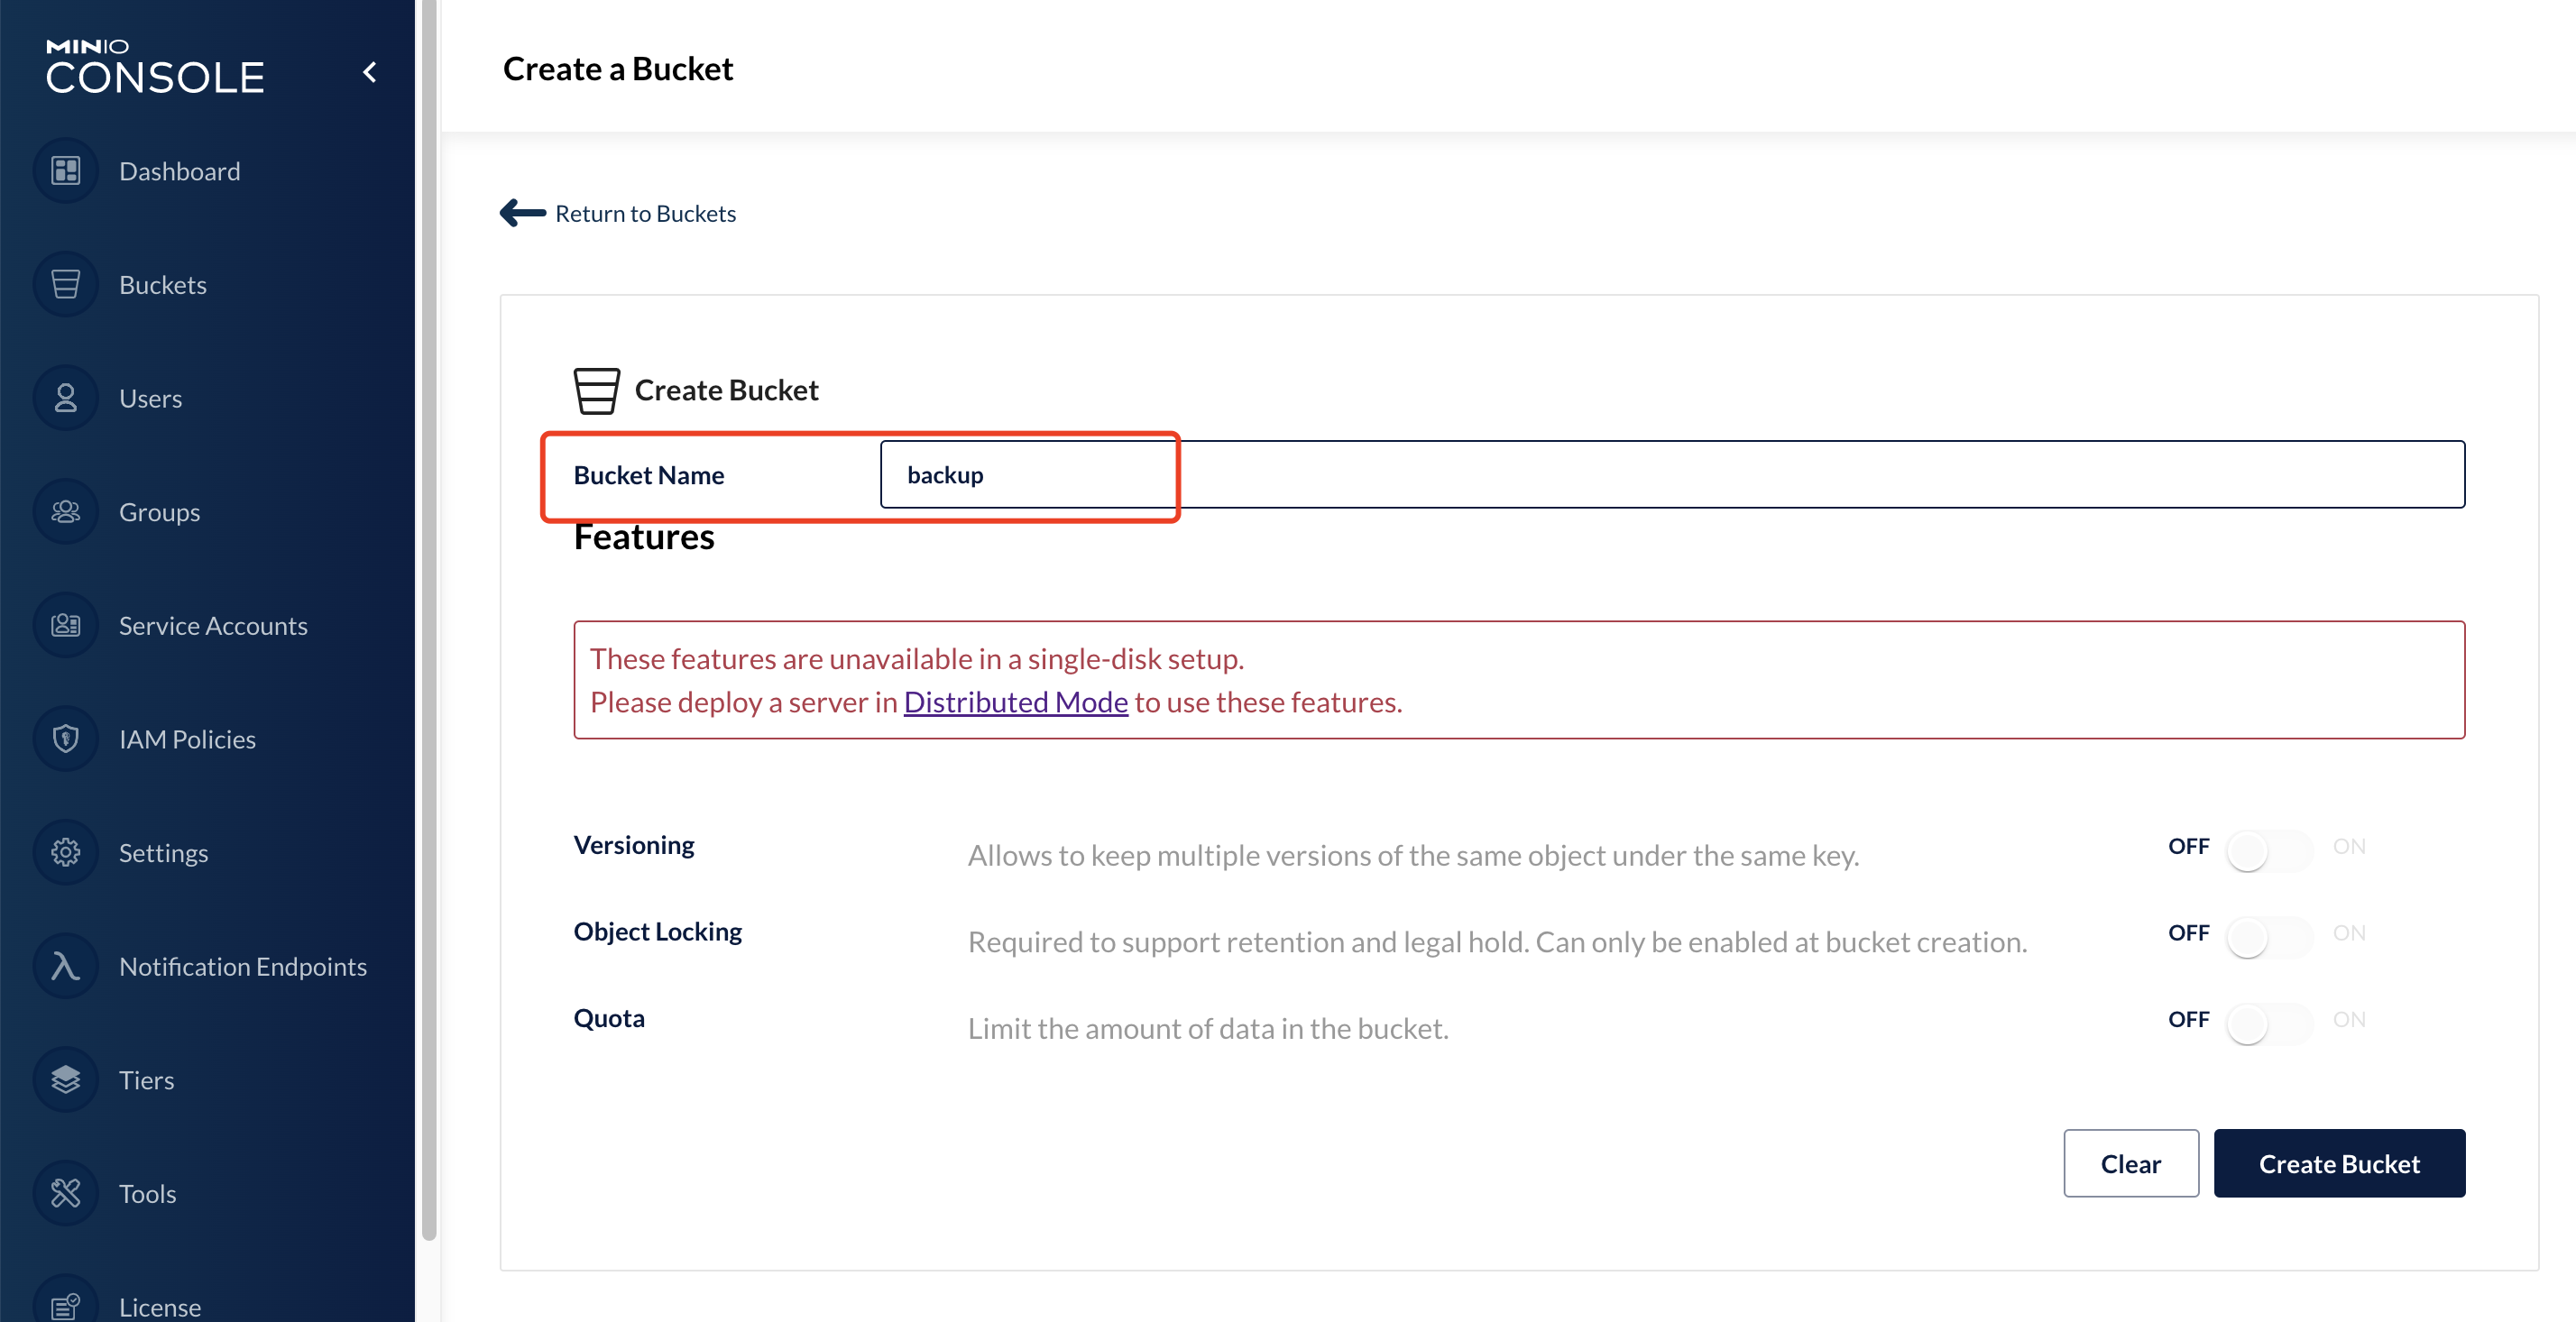 MINIO
CONSOLE
Dashboard
Buckets
Users
Groups
Service Accounts
IAM Policies
Settings
Notification Endpoints
Tiers
Tools
License
Create a Bucket
Return to Buckets
Create Bucket
Bucket Name backup
Features
These features are unavailable in a single-disk setup.
Please deploy a server in Distributed Mode to use these features.
Versioning Allows to keep multiple versions of the same object under the same key. OFF ON
Object Locking Required to support retention and legal hold. Can only be enabled at bucket creation. OFF ON
Quota Limit the amount of data in the bucket. OFF ON
Clear Create Bucket